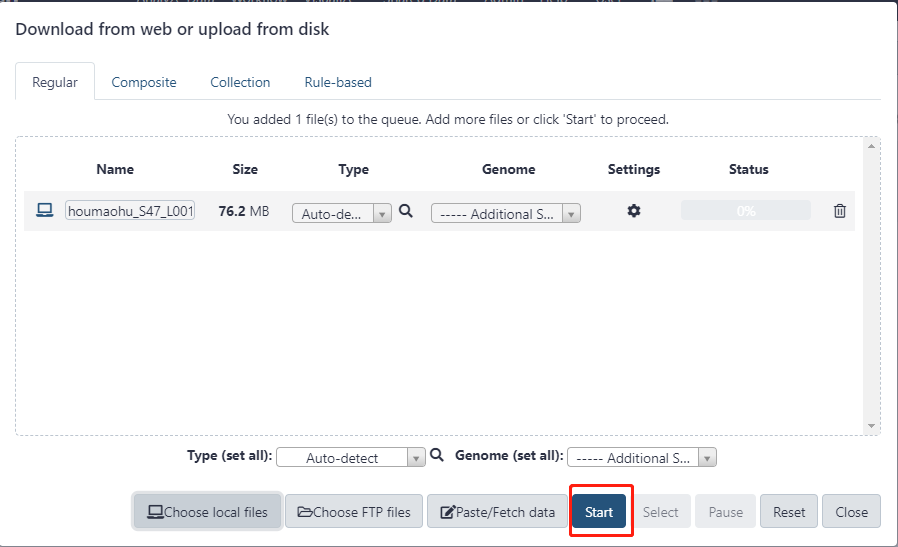 Download from web or upload from disk
Regular Composite Collection Rule-based
You added 1 file(s) to the queue. Add more files or click 'Start' to proceed.
Name Size Type Genome Settings Status
houmaohu_S47_L001 76.2 MB Auto-de... ----- Additional S... 0%
Type (set all): Auto-detect Genome (set all): ----- Additional S...
Choose local files Choose FTP files Paste/Fetch data Start Select Pause Reset Close